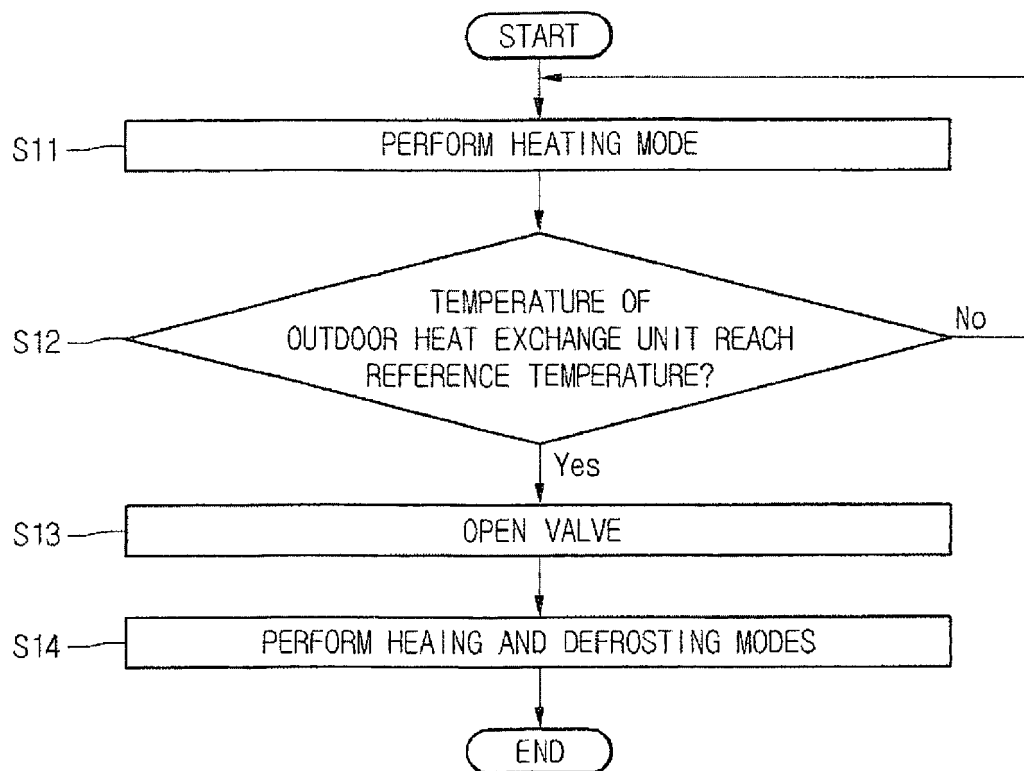 START
S11
PERFORM HEATING MODE
S12
TEMPERATURE OF
OUTDOOR HEAT EXCHANGE UNIT REACH
REFERENCE TEMPERATURE?
No
Yes
S13
OPEN VALVE
S14
PERFORM HEAING AND DEFROSTING MODES
END